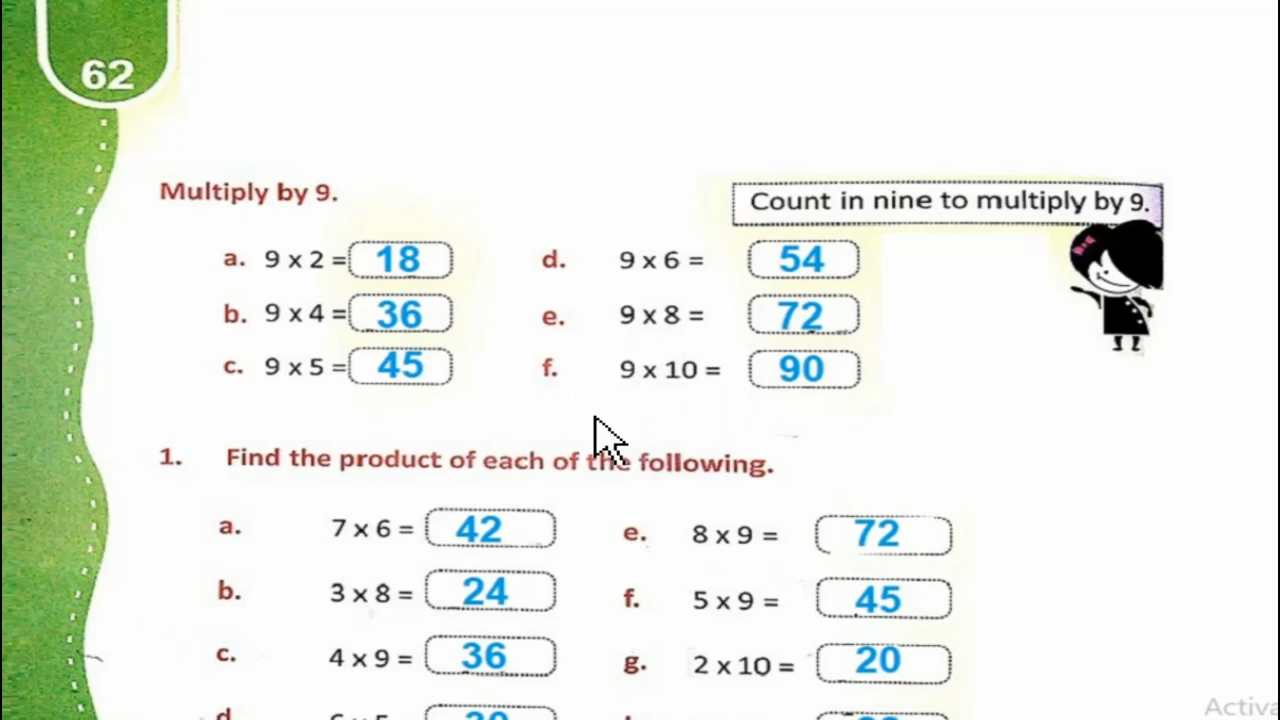 62
Multiply by 9.
Count in nine to multiply by 9.
a. 9 x 2 = 18
d. 9 x 6 = 54
b. 9 x 4 = 36
e. 9 x 8 = 72
c. 9 x 5 = 45
f. 9 x 10 = 90
1. Find the product of each of the following.
a. 7 x 6 = 42
e. 8 x 9 = 72
b. 3 x 8 = 24
f. 5 x 9 = 45
c. 4 x 9 = 36
g. 2 x 10 = 20
Activa